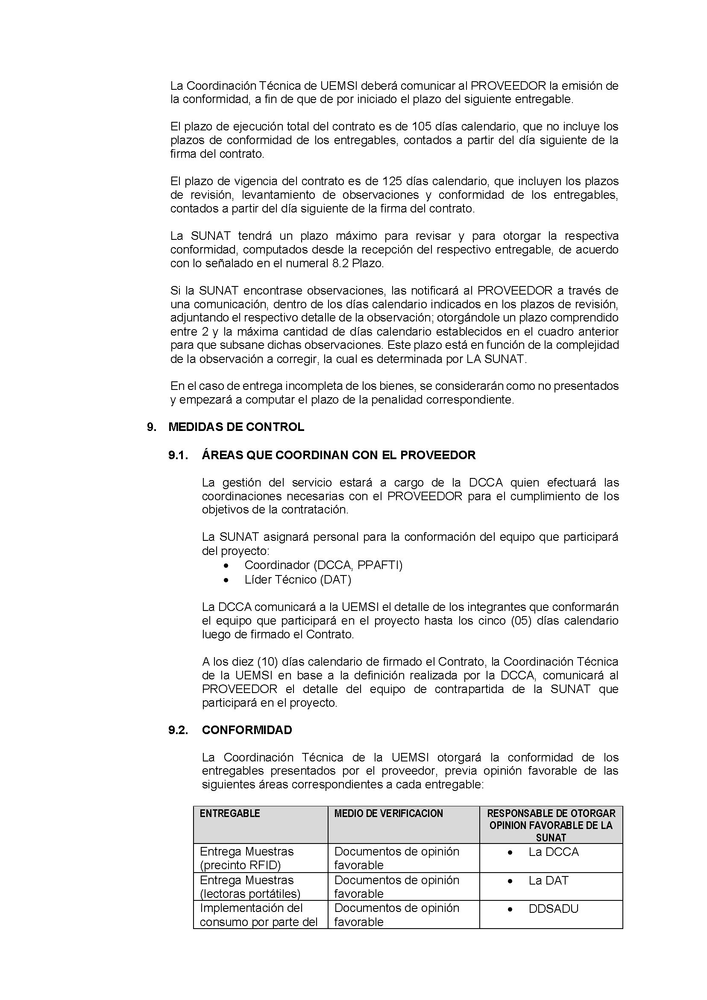 La Coordinación Técnica de UEMSI deberá comunicar al PROVEEDOR la emisión de
la conformidad, a fin de que de por iniciado el plazo del siguiente entregable.
El plazo de ejecución total del contrato es de 105 días calendario, que no incluye los
plazos de conformidad de los entregables, contados a partir del día siguiente de la
firma del contrato.
El plazo de vigencia del contrato es de 125 días calendario, que incluyen los plazos
de revisión, levantamiento de observaciones y conformidad de los entregables,
contados a partir del día siguiente de la firma del contrato.
La SUNAT tendrá un plazo máximo para revisar y para otorgar la respectiva
conformidad, computados desde la recepción del respectivo entregable, de acuerdo
con lo señalado en el numeral 8.2 Plazo.
Si la SUNAT encontrase observaciones, las notificará al PROVEEDOR a través de
una comunicación, dentro de los días calendario indicados en los plazos de revisión,
adjuntando el respectivo detalle de la observación; otorgándole un plazo comprendido
entre 2 y la máxima cantidad de días calendario establecidos en el cuadro anterior
para que subsane dichas observaciones. Este plazo está en función de la complejidad
de la observación a corregir, la cual es determinada por LA SUNAT.
En el caso de entrega incompleta de los bienes, se considerarán como no presentados
y empezará a computar el plazo de la penalidad correspondiente.
9. MEDIDAS DE CONTROL
9.1. ÁREAS QUE COORDINAN CON EL PROVEEDOR
La gestión del servicio estará a cargo de la DCCA quien efectuará las
coordinaciones necesarias con el PROVEEDOR para el cumplimiento de los
objetivos de la contratación.
La SUNAT asignará personal para la conformación del equipo que participará
del proyecto:
• Coordinador (DCCA, PPAFTI)
• Líder Técnico (DAT)
La DCCA comunicará a la UEMSI el detalle de los integrantes que conformarán
el equipo que participará en el proyecto hasta los cinco (05) días calendario
luego de firmado el Contrato.
A los diez (10) días calendario de firmado el Contrato, la Coordinación Técnica
de la UEMSI en base a la definición realizada por la DCCA, comunicará al
PROVEEDOR el detalle del equipo de contrapartida de la SUNAT que
participará en el proyecto.
9.2. CONFORMIDAD
La Coordinación Técnica de la UEMSI otorgará la conformidad de los
entregables presentados por el proveedor, previa opinión favorable de las
siguientes áreas correspondientes a cada entregable:
ENTREGABLE
MEDIO DE VERIFICACION
RESPONSABLE DE OTORGAR
OPINION FAVORABLE DE LA
SUNAT
Entrega Muestras
(precinto RFID)
Documentos de opinión
favorable
• La DCCA
Entrega Muestras
(lectoras portátiles)
Documentos de opinión
favorable
• La DAT
Implementación del
consumo por parte del
Documentos de opinión
favorable
• DDSADU